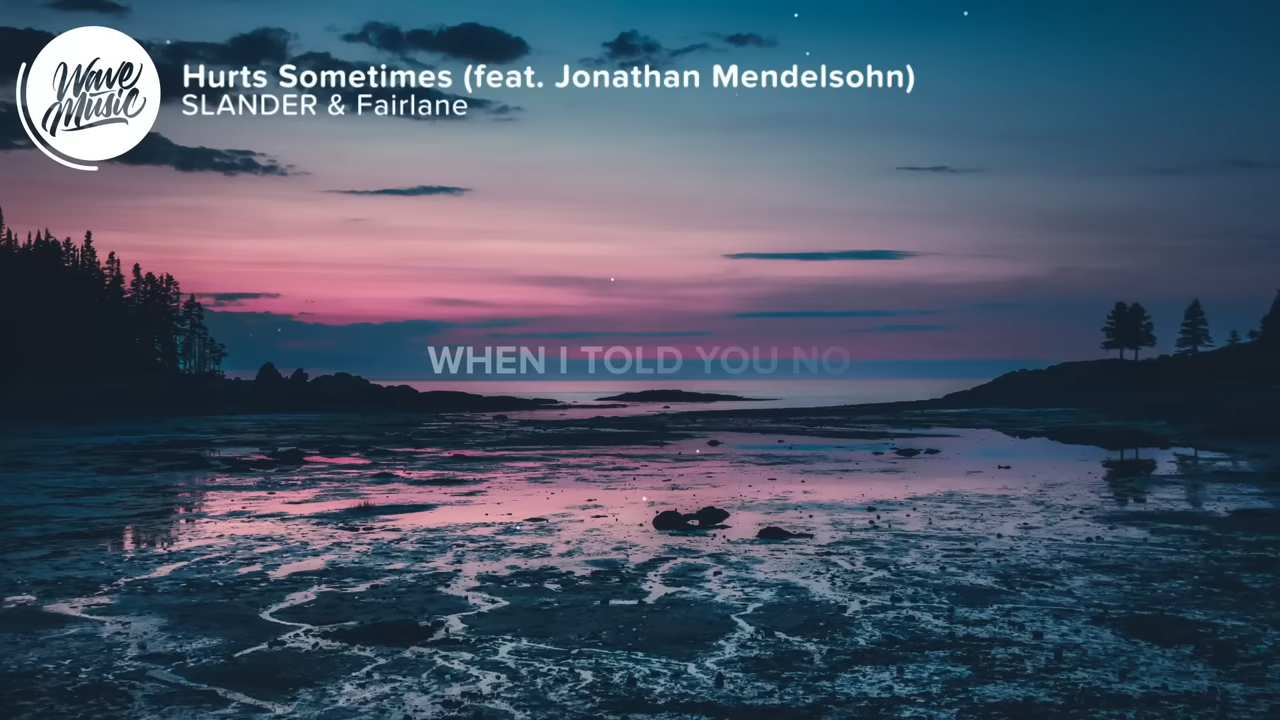 Wave
Music
Hurts Sometimes (feat. Jonathan Mendelsohn)
SLANDER & Fairlane
WHEN I TOLD YOU NO